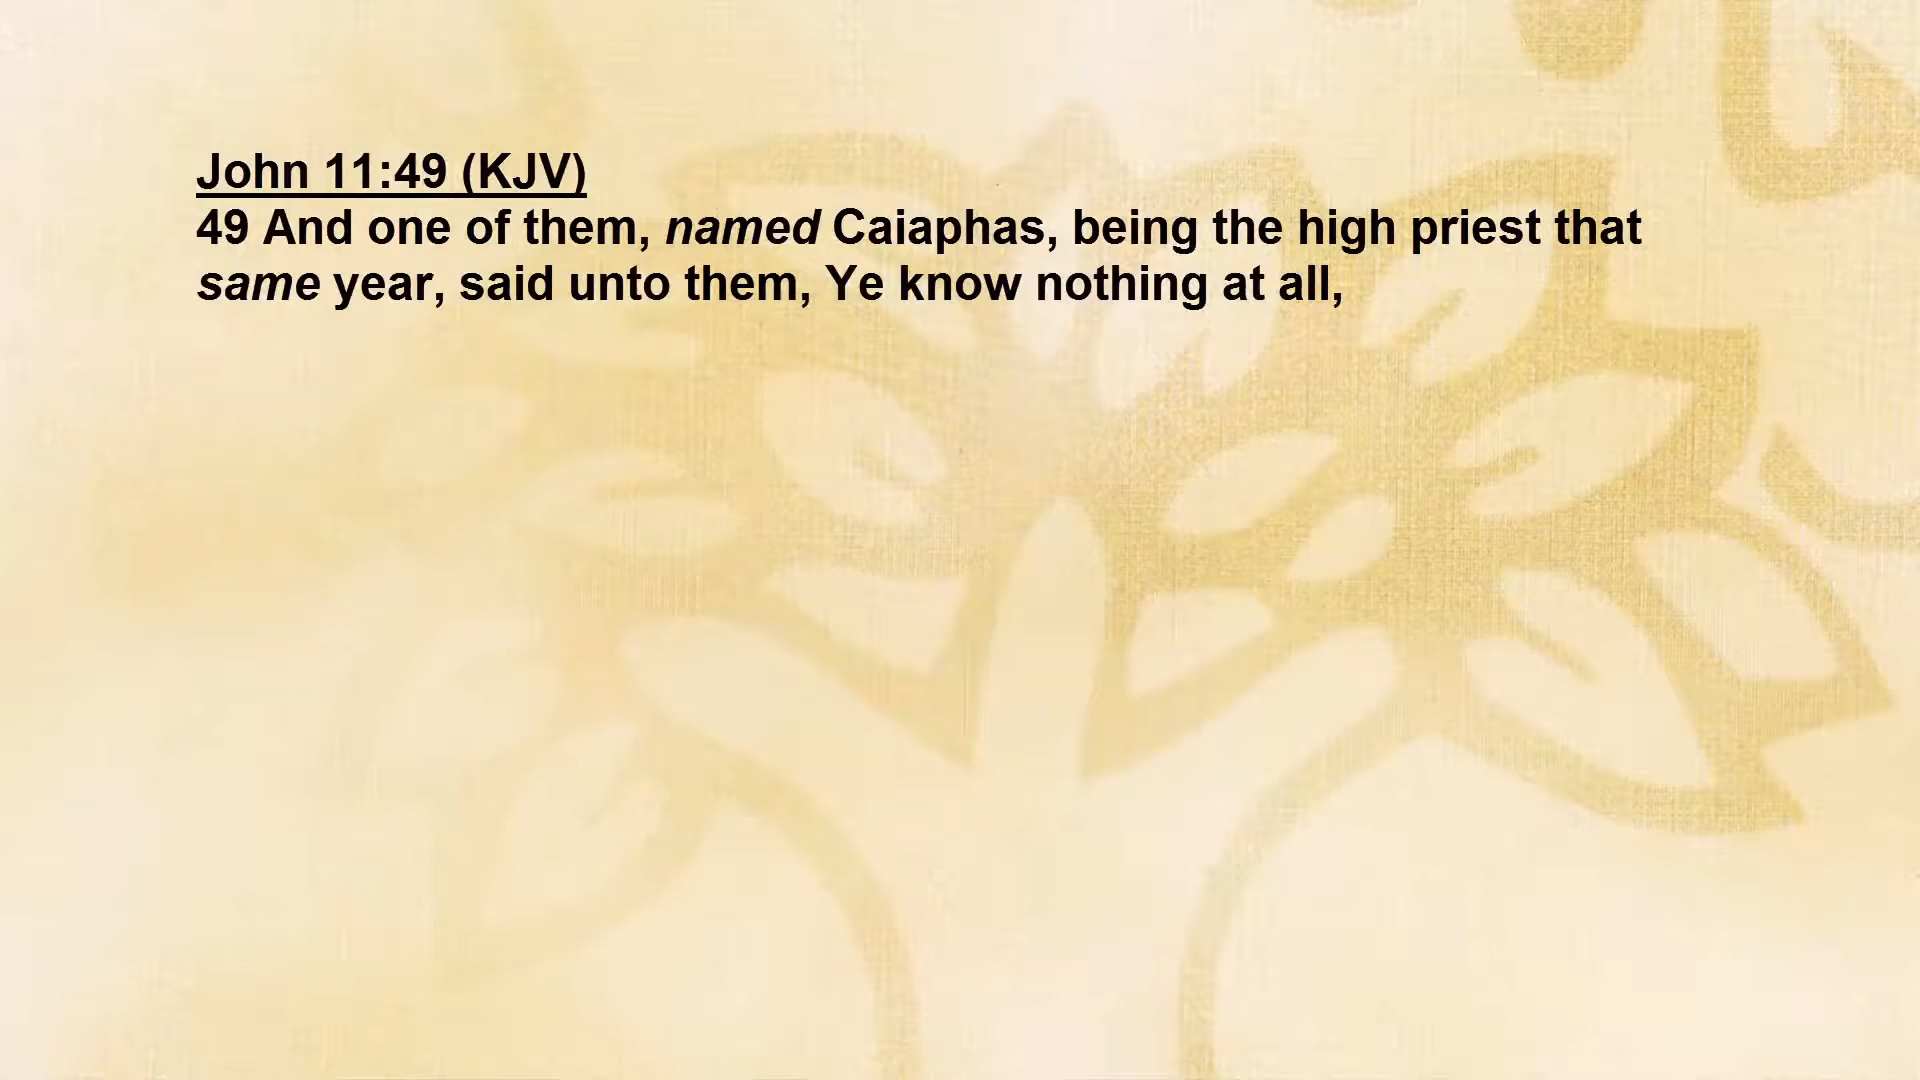 John 11:49 (KJV)
49 And one of them, named Caiaphas, being the high priest that
same year, said unto them, Ye know nothing at all,